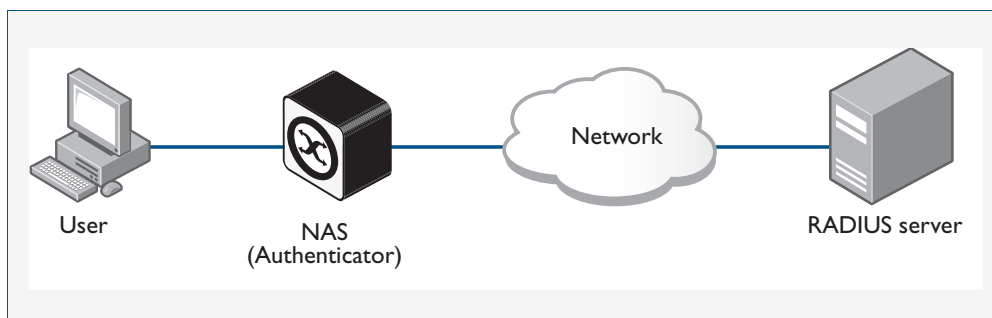 User
NAS
(Authenticator)
Network
RADIUS server